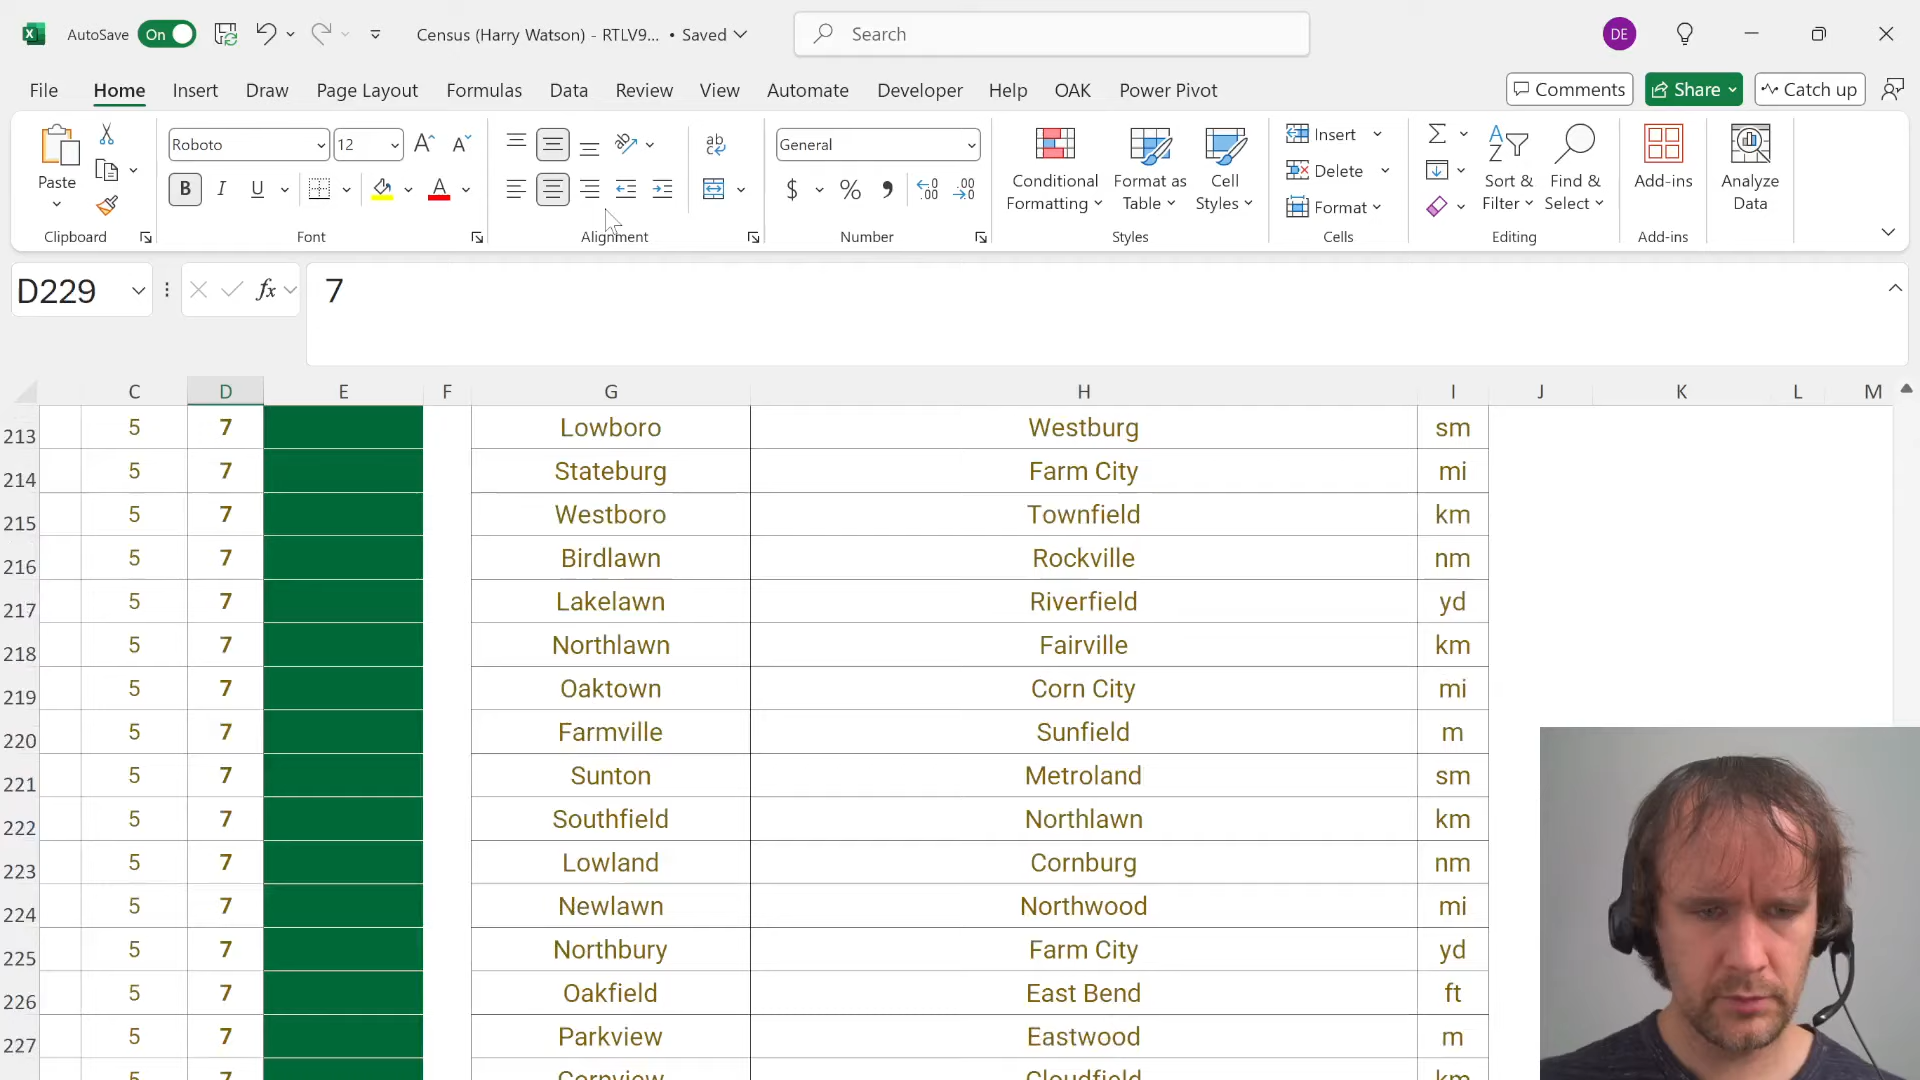 AutoSave On Census (Harry Watson) - RTLV9... • Saved Search DE
File Home Insert Draw Page Layout Formulas Data Review View Automate Developer Help OAK Power Pivot Comments Share Catch up
Paste Roboto 12 General Conditional Formatting Format as Table Cell Styles Insert Delete Format Sort & Filter Find & Select Add-ins Analyze Data
Clipboard Font Alignment Number Styles Cells Editing Add-ins
D229 fx 7
C D E F G H I J K L M
213 5 7 Lowboro Westburg sm
214 5 7 Stateburg Farm City mi
215 5 7 Westboro Townfield km
216 5 7 Birdlawn Rockville nm
217 5 7 Lakelawn Riverfield yd
218 5 7 Northlawn Fairville km
219 5 7 Oaktown Corn City mi
220 5 7 Farmville Sunfield m
221 5 7 Sunton Metroland sm
222 5 7 Southfield Northlawn km
223 5 7 Lowland Cornburg nm
224 5 7 Newlawn Northwood mi
225 5 7 Northbury Farm City yd
226 5 7 Oakfield East Bend ft
227 5 7 Parkview Eastwood m
5 7 Cornview Cloudfield km